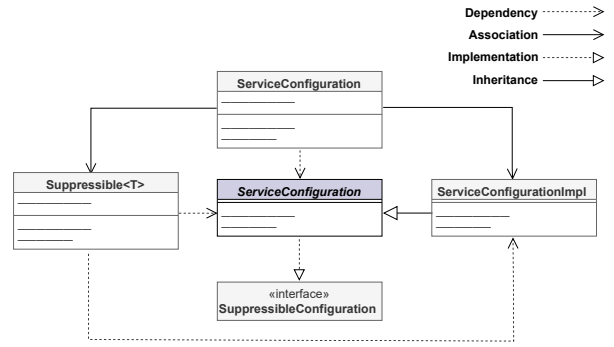 Dependency
Association
Implementation
Inheritance
ServiceConfiguration
Suppressible<T>
ServiceConfiguration
ServiceConfigurationImpl
«interface»
SuppressibleConfiguration